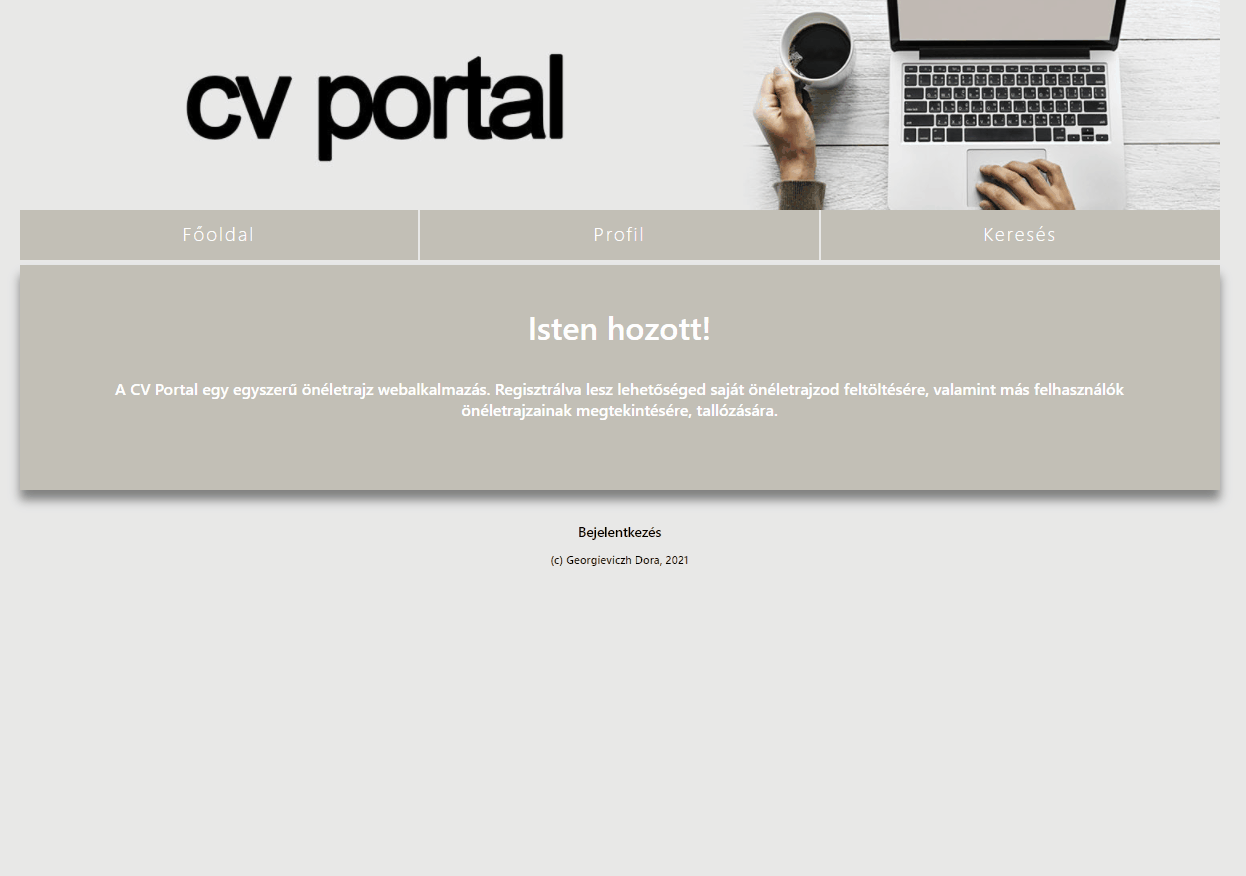 cv portal
Főoldal
Profil
Keresés
Isten hozott!
A CV Portal egy egyszerű önéletrajz webalkalmazás. Regisztrálva lesz lehetőséged saját önéletrajzod feltöltésére, valamint más felhasználók
önéletrajzainak megtekintésére, tallózására.
Bejelentkezés
(c) Georgieviczh Dora, 2021